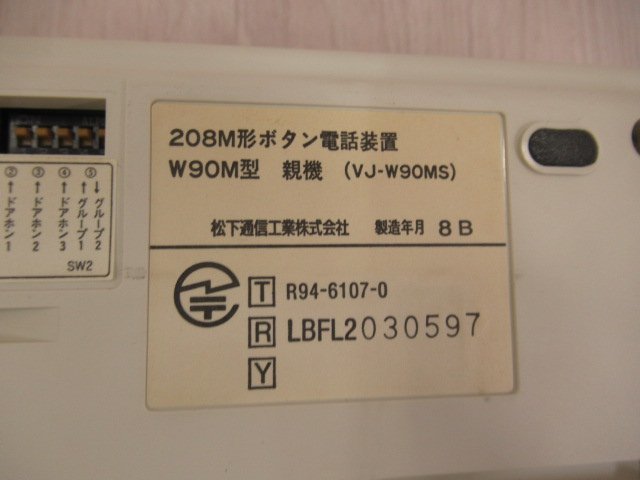 208M形ボタン電話装置
W90M型 親機 (VJ-W90MS)
松下通信工業株式会社 製造年月 8B
T R94-6107-0
R LBFL2030597
Y
② ③ ④ ⑤
↑ドアホン1
↑ドアホン2
↑ドアホン3
↑グループ1
↓グループ2
SW2